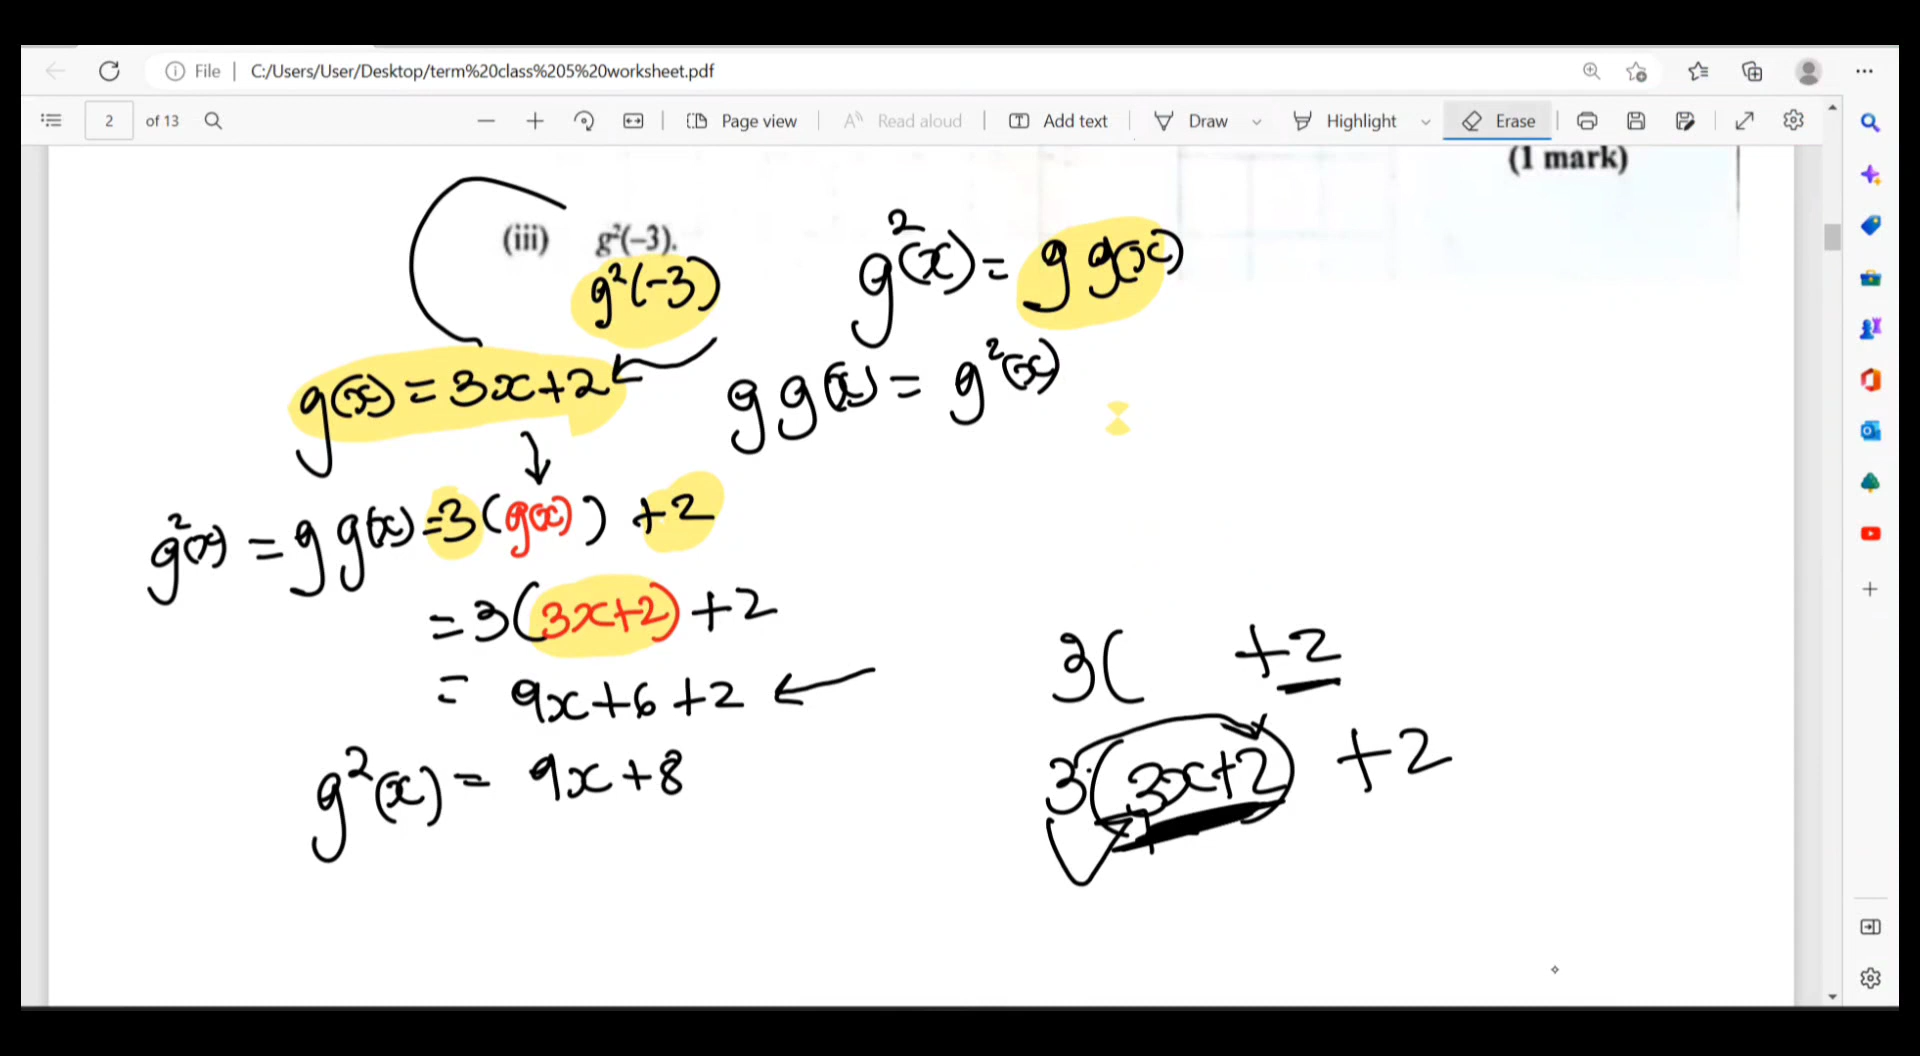 File | C:/Users/User/Desktop/term%20class%205%20worksheet.pdf
2 of 13 Page view Read aloud Add text Draw Highlight Erase
(1 mark)
(iii) g²(−3).
g²(−3)
g²(x) = g g(x)
g(x) = 3x+2
g g(x) = g²(x)
g²(x) = g g(x) = 3(g(x)) + 2
= 3(3x+2) + 2
= 9x+6+2
g²(x) = 9x+8
3( +2
3(3x+2) +2